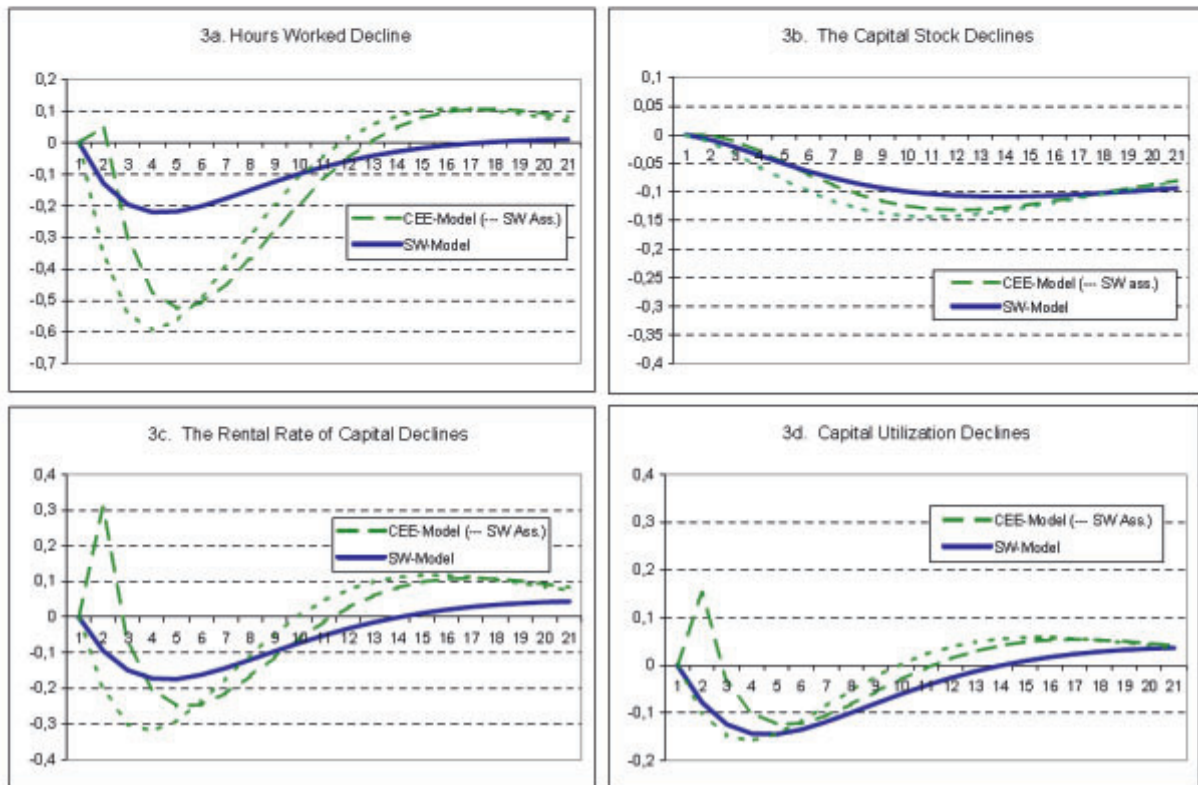 3a. Hours Worked Decline
0,2
0,1
0
-0,1
-0,2
-0,3
-0,4
-0,5
-0,6
-0,7
1 2 3 4 5 6 7 8 9 10 11 12 13 14 15 16 17 18 19 20 21
CEE-Model (--- SW Ass.)
SW-Model
3b. The Capital Stock Declines
0,1
0,05
0
-0,05
-0,1
-0,15
-0,2
-0,25
-0,3
-0,35
-0,4
1 2 3 4 5 6 7 8 9 10 11 12 13 14 15 16 17 18 19 20 21
CEE-Model (--- SW ass.)
SW-Model
3c. The Rental Rate of Capital Declines
0,4
0,3
0,2
0,1
0
-0,1
-0,2
-0,3
-0,4
1 2 3 4 5 6 7 8 9 10 11 12 13 14 15 16 17 18 19 20 21
CEE-Model (--- SW Ass.)
SW-Model
3d. Capital Utilization Declines
0,4
0,3
0,2
0,1
0
-0,1
-0,2
1 2 3 4 5 6 7 8 9 10 11 12 13 14 15 16 17 18 19 20 21
CEE-Model (--- SW Ass.)
SW-Model